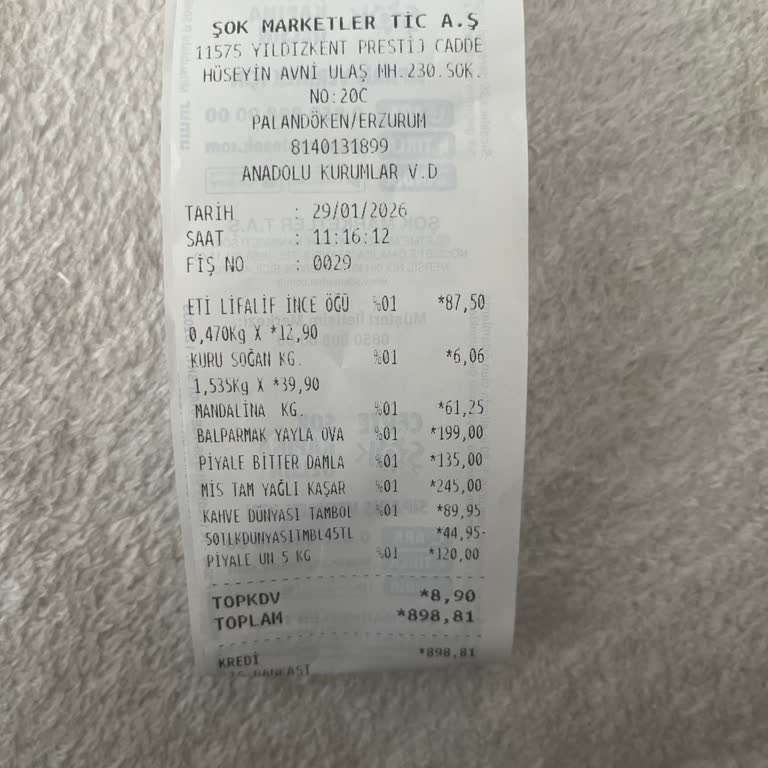 ŞOK MARKETLER TİC A.Ş
11575 YILDIZKENT PRESTİJ CADDE
HÜSEYİN AVNİ ULAŞ MH.230.SOK.
NO:20C
PALANDÖKEN/ERZURUM
8140131899
ANADOLU KURUMLAR V.D
TARİH : 29/01/2026
SAAT : 11:16:12
FİŞ NO : 0029
ETİ LİFALİF İNCE ÖĞÜ %01 *87,50
0,470Kg X *12,90
KURU SOĞAN KG. %01 *6,06
1,535Kg X *39,90
MANDALİNA KG. %01 *61,25
BALPARMAK YAYLA OVA %01 *199,00
PİYALE BİTTER DAMLA %01 *135,00
MİS TAM YAĞLI KAŞAR %01 *245,00
KAHVE DÜNYASI TAMBOL %01 *89,95
50TLKDUNYASITMBL45TL *44,95-
PİYALE UN 5 KG %01 *120,00
TOPKDV *8,90
TOPLAM *898,81
KREDİ *898,81
İŞ BANKASI